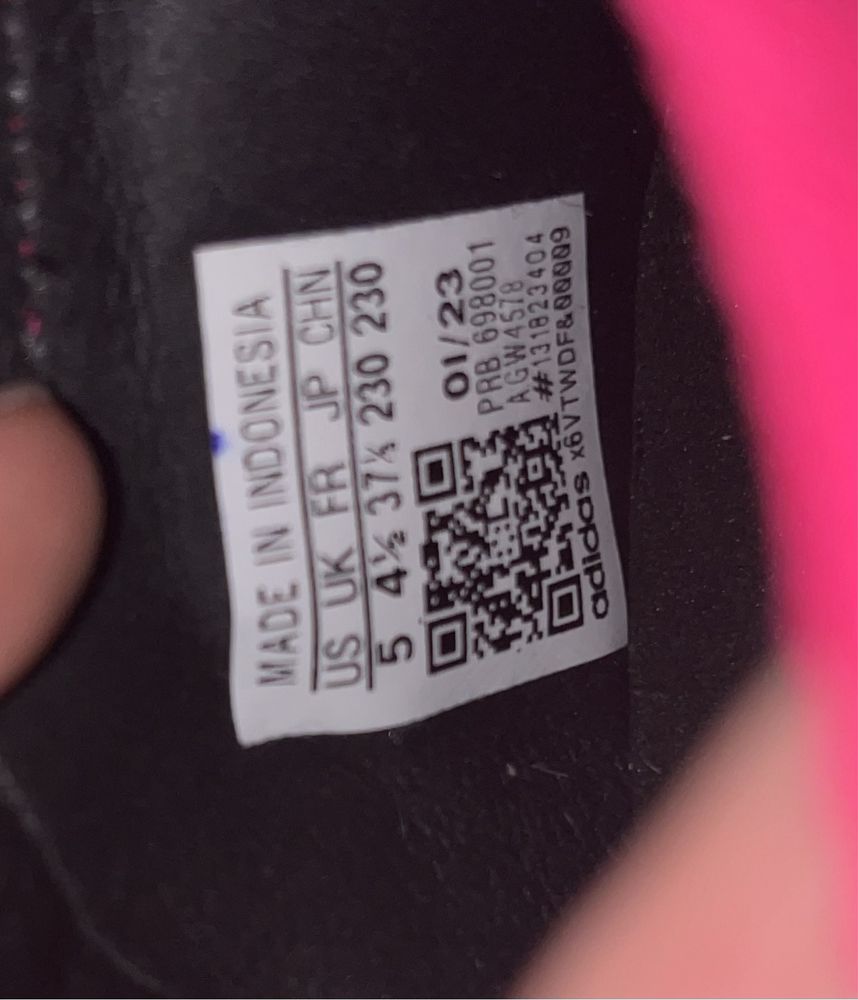 MADE IN INDONESIA
US UK FR JP CHN
5 4½ 37⅓ 230 230
01/23
PRB 698001
AGW4578
#131823404
adidas x6VTWDF&00009